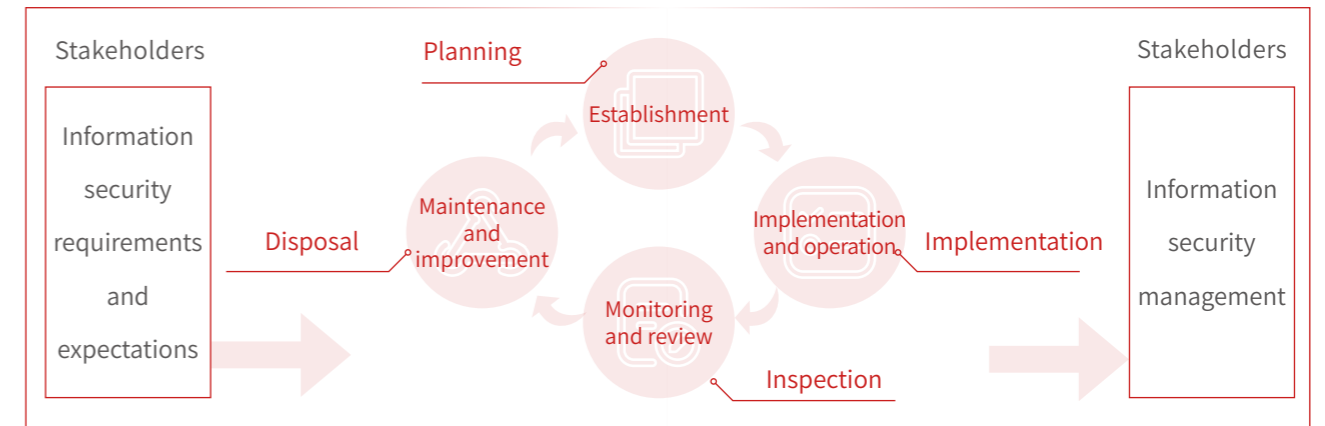 Stakeholders
Information
security
requirements
and
expectations
Planning
Establishment
Disposal
Maintenance
and
improvement
Implementation
and operation
Implementation
Monitoring
and review
Inspection
Stakeholders
Information
security
management